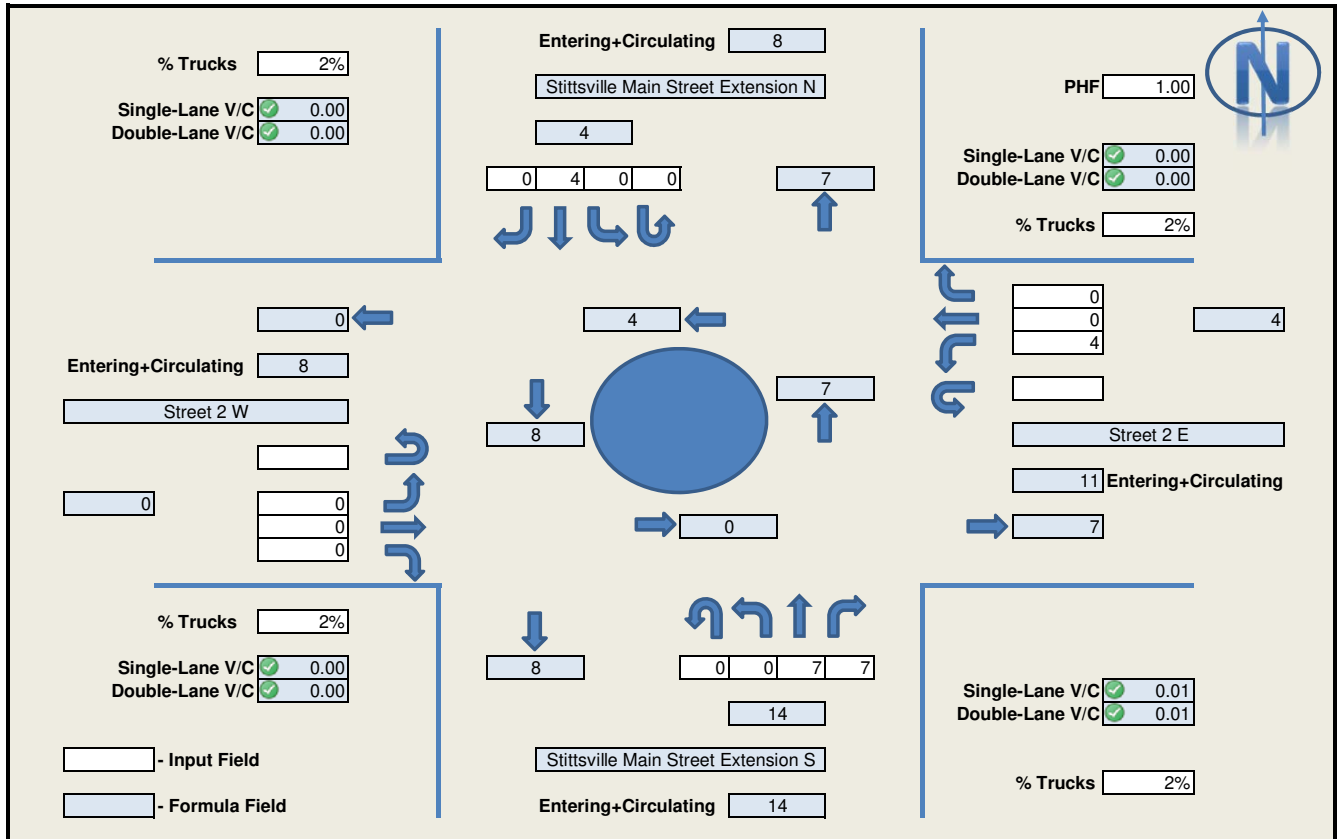 Entering+Circulating 8
% Trucks 2%
Stittsville Main Street Extension N
PHF 1.00
N
Single-Lane V/C 0.00
Double-Lane V/C 0.00
4
Single-Lane V/C 0.00
Double-Lane V/C 0.00
0 4 0 0
7
% Trucks 2%
0
0
4
0
4
4
Entering+Circulating 8
7
Street 2 W
8
Street 2 E
11 Entering+Circulating
0
0
0
0
0
7
% Trucks 2%
Single-Lane V/C 0.00
Double-Lane V/C 0.00
8
0 0 7 7
14
Single-Lane V/C 0.01
Double-Lane V/C 0.01
- Input Field
Stittsville Main Street Extension S
% Trucks 2%
- Formula Field
Entering+Circulating 14